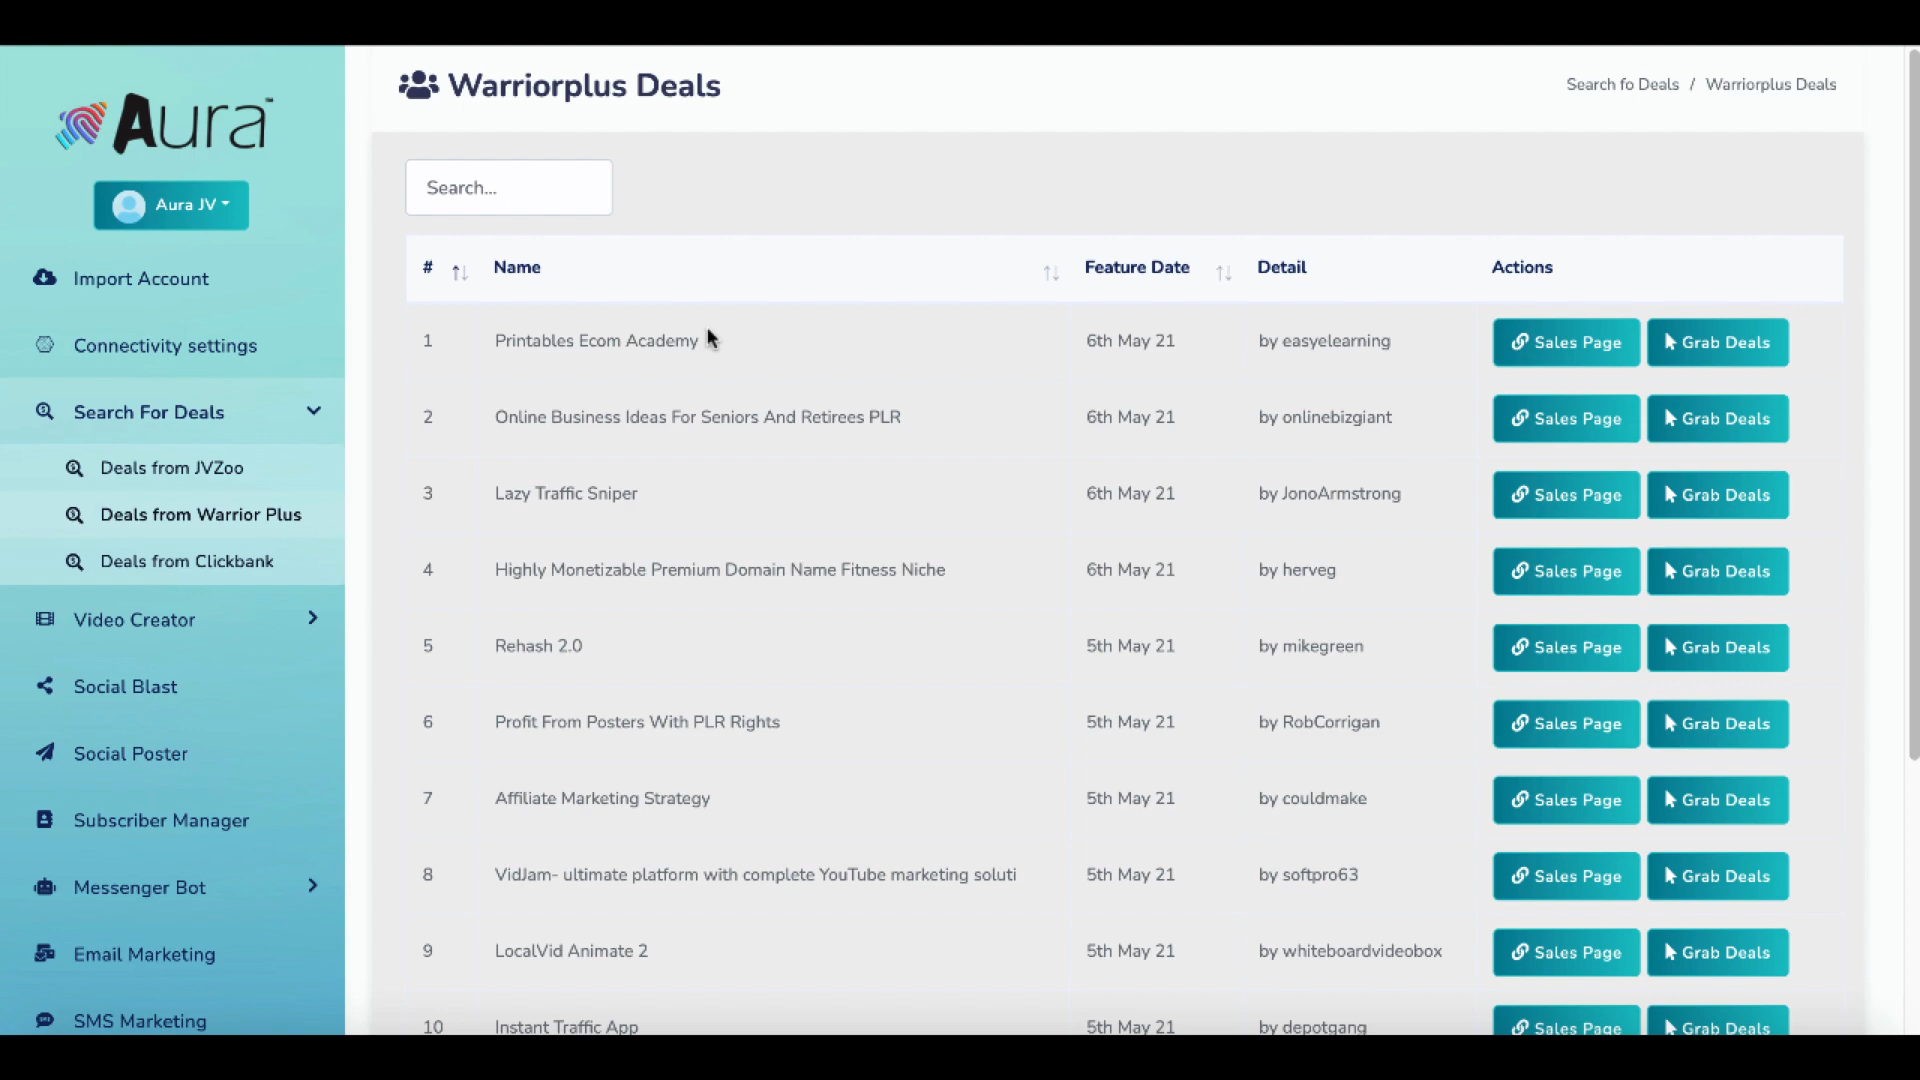 Aura™
Aura JV
Import Account
Connectivity settings
Search For Deals
Deals from JVZoo
Deals from Warrior Plus
Deals from Clickbank
Video Creator
Social Blast
Social Poster
Subscriber Manager
Messenger Bot
Email Marketing
SMS Marketing
Warriorplus Deals
Search fo Deals / Warriorplus Deals
Search...
# Name Feature Date Detail Actions
1 Printables Ecom Academy 6th May 21 by easyelearning Sales Page Grab Deals
2 Online Business Ideas For Seniors And Retirees PLR 6th May 21 by onlinebizgiant Sales Page Grab Deals
3 Lazy Traffic Sniper 6th May 21 by JonoArmstrong Sales Page Grab Deals
4 Highly Monetizable Premium Domain Name Fitness Niche 6th May 21 by herveg Sales Page Grab Deals
5 Rehash 2.0 5th May 21 by mikegreen Sales Page Grab Deals
6 Profit From Posters With PLR Rights 5th May 21 by RobCorrigan Sales Page Grab Deals
7 Affiliate Marketing Strategy 5th May 21 by couldmake Sales Page Grab Deals
8 VidJam- ultimate platform with complete YouTube marketing soluti 5th May 21 by softpro63 Sales Page Grab Deals
9 LocalVid Animate 2 5th May 21 by whiteboardvideobox Sales Page Grab Deals
10 Instant Traffic App 5th May 21 by depotgang Sales Page Grab Deals